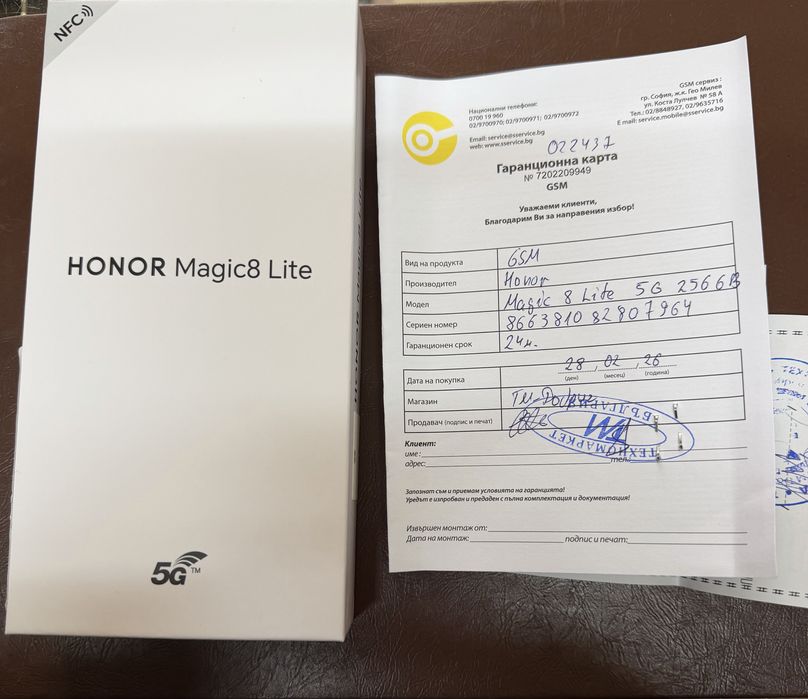 NFC
HONOR Magic8 Lite
5G TM
Национални телефони:
0700 19 960
02/9700970; 02/9700971; 02/9700972
Email: service@sservice.bg
web: www.sservice.bg
GSM сервиз :
гр. София, ж.к. Гео Милев
ул. Коста Лулчев № 58 А
Тел.: 02/8848927, 02/9635716
E mail: service.mobile@sservice.bg
022437
Гаранционна карта
№ 7202209949
GSM
Уважаеми клиенти,
Благодарим Ви за направения избор!
Вид на продукта GSM
Производител Honor
Модел Magic 8 Lite 5G 256GB
Сериен номер 866381082807964
Гаранционен срок 24м.
Дата на покупка 28 , 02 , 26
(ден) (месец) (година)
Магазин ТМ-
Продавач (подпис и печат)
ТЕХНОМАРКЕТ БЪЛГАРИЯ
ТМ
Клиент:
име:
адрес: тел.:
Запознат съм и приемам условията на гаранцията!
Уредът е изпробван и предаден с пълна комплектация и документация!
Извършен монтаж от:
Дата на монтаж: подпис и печат: